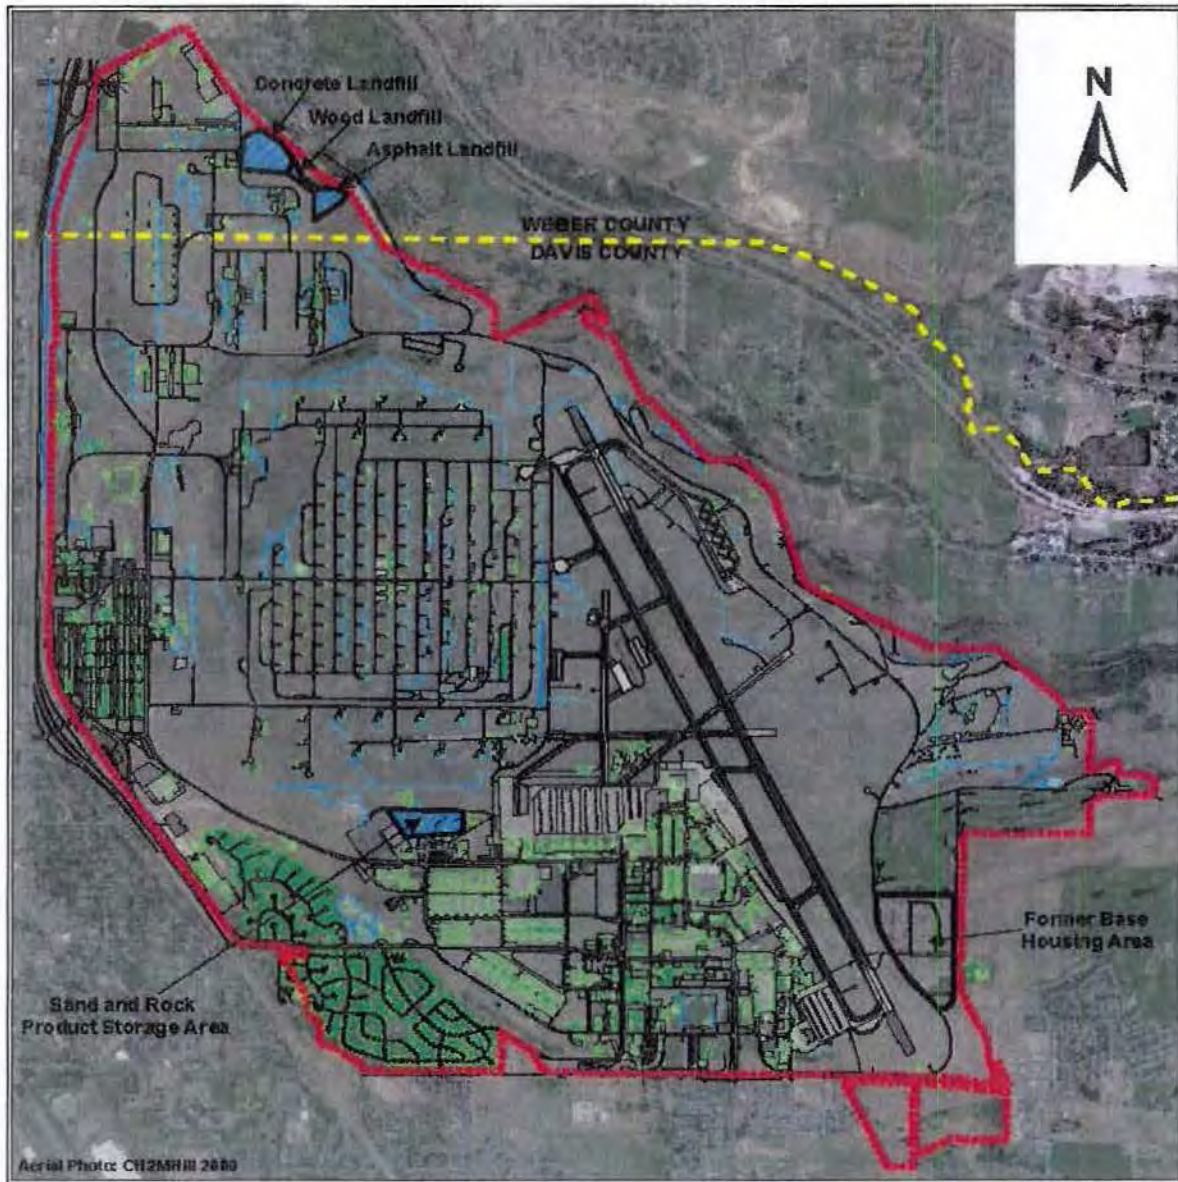 N
Concrete Landfill
Wood Landfill
Asphalt Landfill
WEBER COUNTY
DAVIS COUNTY
Former Base
Housing Area
Sand and Rock
Product Storage Area
Aerial Photo: CH2MHill